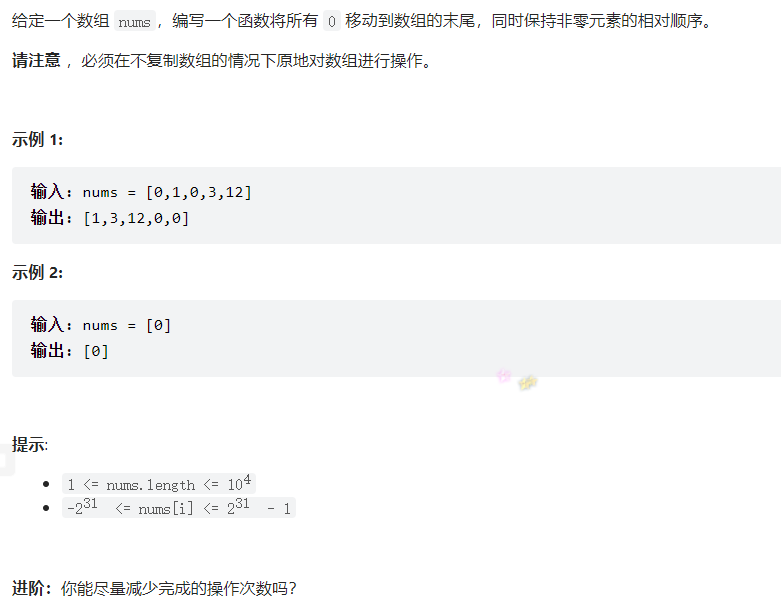 给定一个数组 nums，编写一个函数将所有 0 移动到数组的末尾，同时保持非零元素的相对顺序。
请注意 ，必须在不复制数组的情况下原地对数组进行操作。
示例 1:
输入: nums = [0,1,0,3,12]
输出: [1,3,12,0,0]
示例 2:
输入: nums = [0]
输出: [0]
提示:
1 <= nums.length <= 10^4
-2^31 <= nums[i] <= 2^31 - 1
进阶：你能尽量减少完成的操作次数吗？